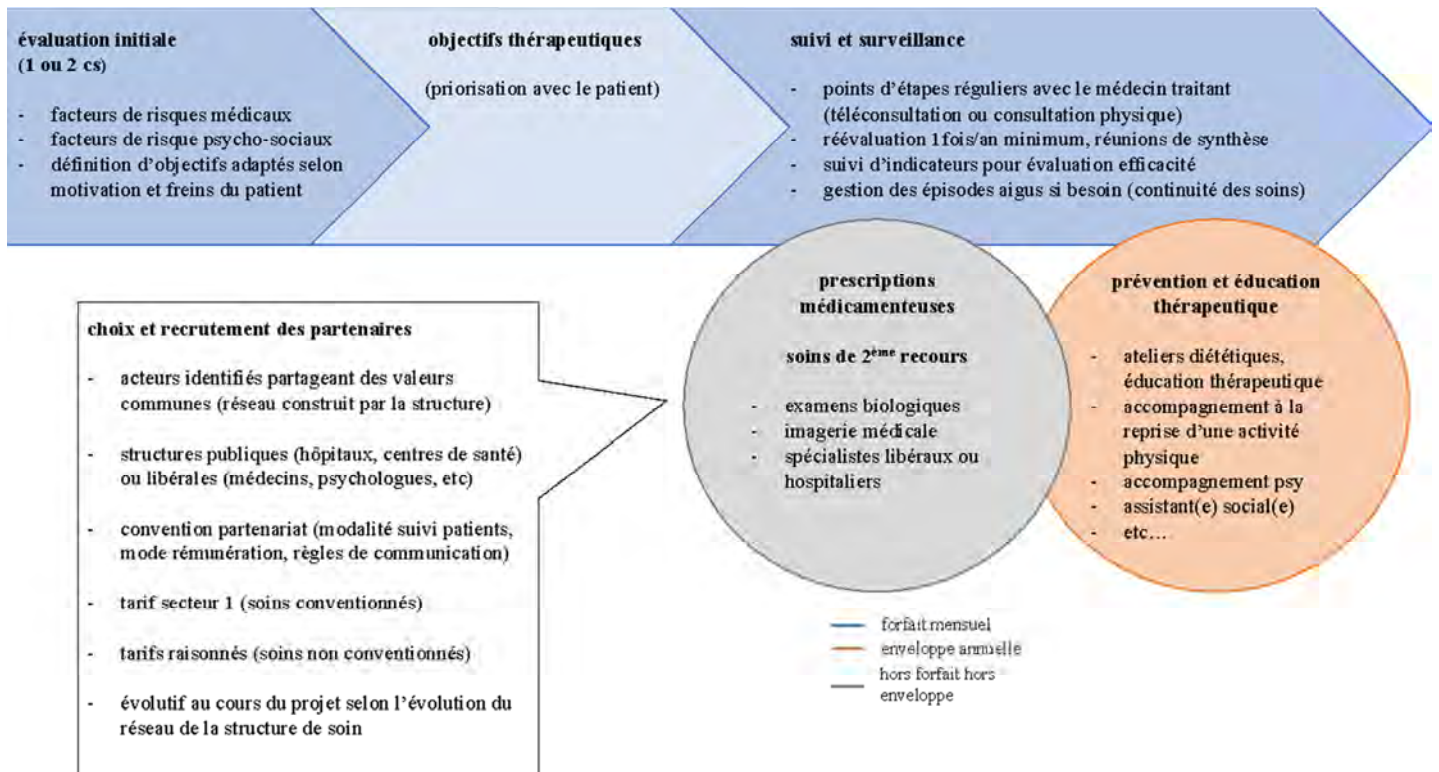 évaluation initiale
(1 ou 2 cs)
- facteurs de risques médicaux
- facteurs de risque psycho-sociaux
- définition d'objectifs adaptés selon
motivation et freins du patient
objectifs thérapeutiques
(priorisation avec le patient)
suivi et surveillance
- points d'étapes réguliers avec le médecin traitant
(téléconsultation ou consultation physique)
- réévaluation 1fois/an minimum, réunions de synthèse
- suivi d'indicateurs pour évaluation efficacité
- gestion des épisodes aigus si besoin (continuité des soins)
choix et recrutement des partenaires
- acteurs identifiés partageant des valeurs
communes (réseau construit par la structure)
- structures publiques (hôpitaux, centres de santé)
ou libérales (médecins, psychologues, etc)
- convention partenariat (modalité suivi patients,
mode rémunération, règles de communication)
- tarif secteur 1 (soins conventionnés)
- tarifs raisonnés (soins non conventionnés)
- évolutif au cours du projet selon l'évolution du
réseau de la structure de soin
prescriptions
médicamenteuses
soins de 2ème recours
- examens biologiques
- imagerie médicale
- spécialistes libéraux ou
hospitaliers
prévention et éducation
thérapeutique
- ateliers diététiques,
éducation thérapeutique
- accompagnement à la
reprise d'une activité
physique
- accompagnement psy
- assistant(e) social(e)
- etc…
forfait mensuel
enveloppe annuelle
hors forfait hors
enveloppe